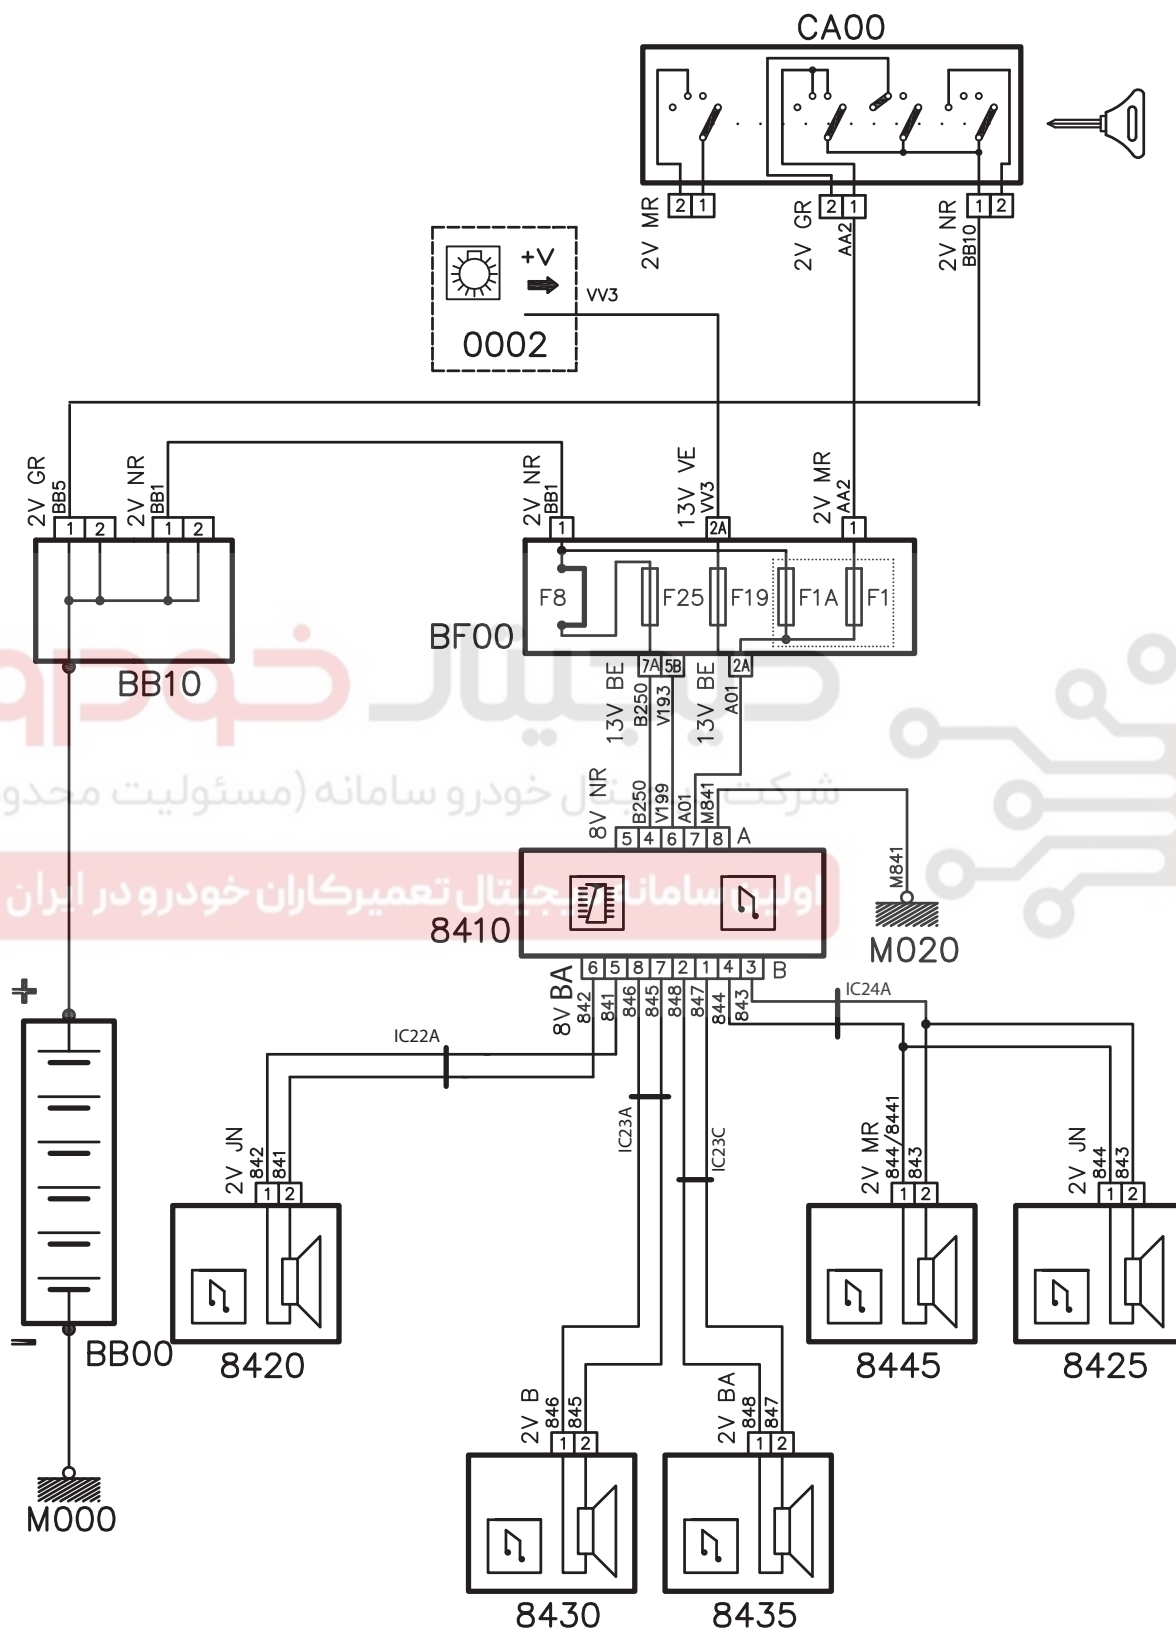 CA00
2V MR
2 1
2V GR
2 1
AA2
2V NR
1 2
BB10
+V
VV3
0002
2V GR
BB5
1 2
2V NR
BB1
1 2
2V NR
BB1
1
13V VE
VV3
2A
2V MR
AA2
1
F8
F25
F19
F1A
F1
BF00
BB10
دیجیتال خودرو
7A 5B
2A
13V BE
B250
V193
13V BE
A01
شرکت دیجیتال خودرو سامانه (مسئولیت محدود
8V NR
B250
V199
A01
M841
5 4 6 7 8 A
M841
اولین سامانه دیجیتال تعمیرکاران خودرو در ایران
8410
M020
6 5 8 7 2 1 4 3 B
8V BA
842
841
846
845
848
847
844
843
IC24A
IC22A
IC23A
IC23C
+
2V JN
842
841
1 2
2V MR
844/8441
843
1 2
2V JN
844
843
1 2
BB00
8420
8445
8425
2V B
846
845
1 2
2V BA
848
847
1 2
M000
8430
8435